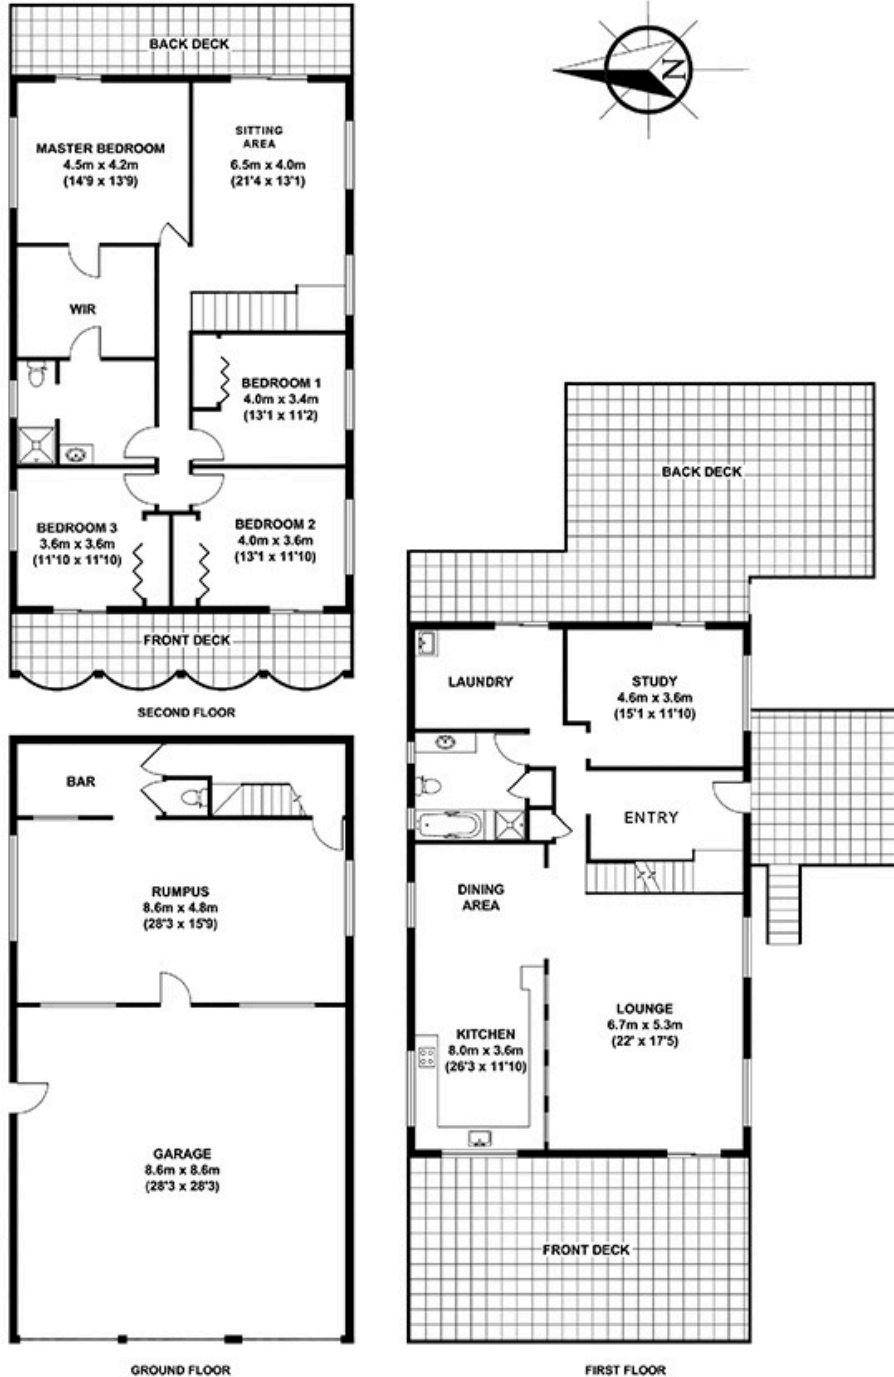 BACK DECK
MASTER BEDROOM
4.5m x 4.2m
(14'9 x 13'9)
SITTING
AREA
6.5m x 4.0m
(21'4 x 13'1)
N
WIR
BEDROOM 1
4.0m x 3.4m
(13'1 x 11'2)
BEDROOM 3
3.6m x 3.6m
(11'10 x 11'10)
BEDROOM 2
4.0m x 3.6m
(13'1 x 11'10)
FRONT DECK
SECOND FLOOR
BAR
RUMPUS
8.6m x 4.8m
(28'3 x 15'9)
GARAGE
8.6m x 8.6m
(28'3 x 28'3)
GROUND FLOOR
BACK DECK
LAUNDRY
STUDY
4.6m x 3.6m
(15'1 x 11'10)
ENTRY
DINING
AREA
KITCHEN
8.0m x 3.6m
(26'3 x 11'10)
LOUNGE
6.7m x 5.3m
(22' x 17'5)
FRONT DECK
FIRST FLOOR